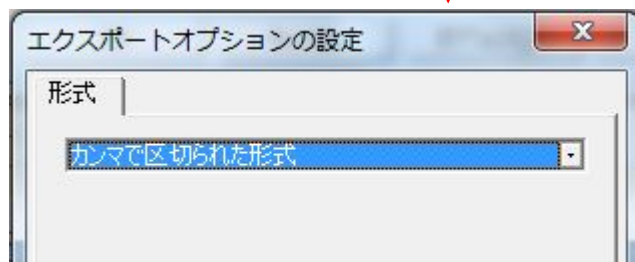 エクスポートオプションの設定
形式
カンマで区切られた形式